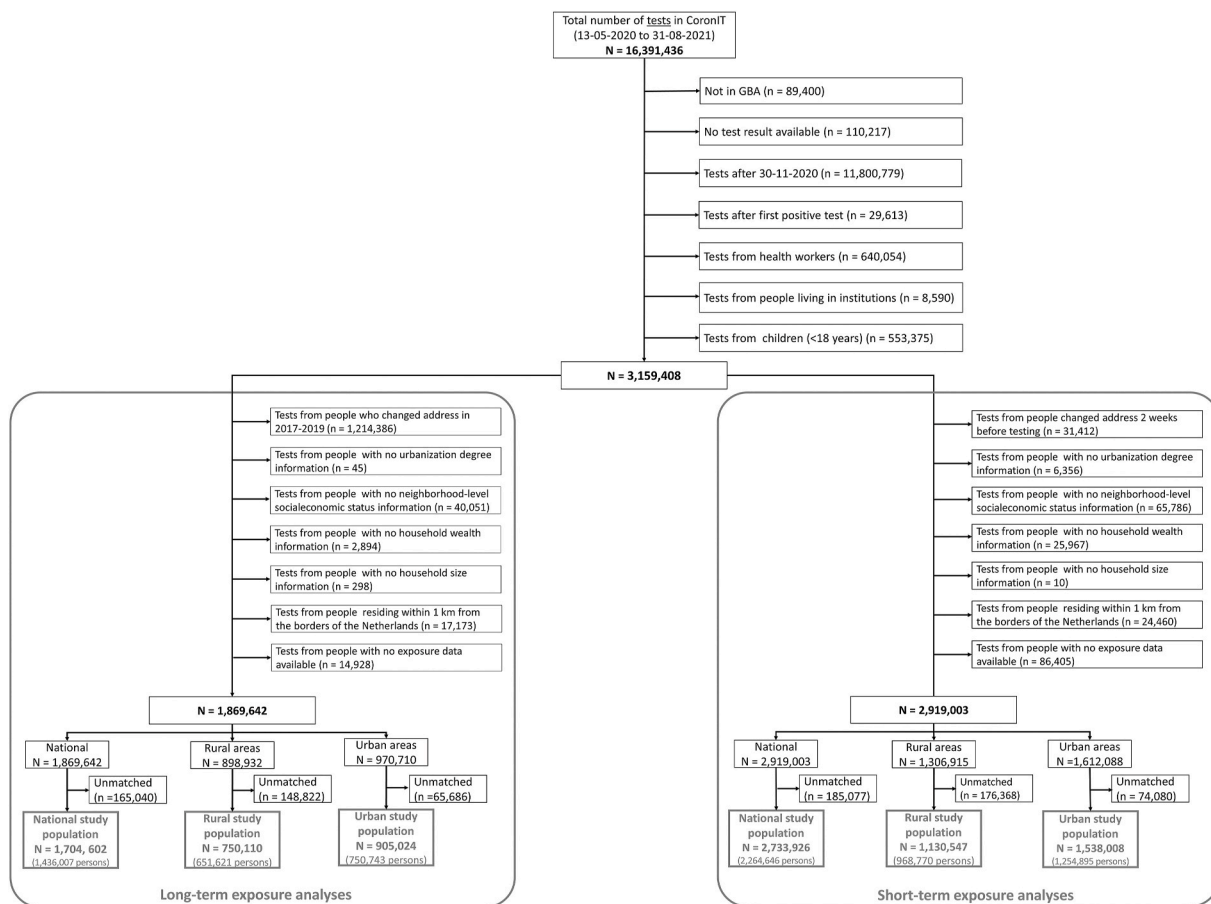 Total number of tests in CoronIT
(13-05-2020 to 31-08-2021)
N = 16,391,436
Not in GBA (n = 89,400)
No test result available (n = 110,217)
Tests after 30-11-2020 (n = 11,800,779)
Tests after first positive test (n = 29,613)
Tests from health workers (n = 640,054)
Tests from people living in institutions (n = 8,590)
Tests from children (<18 years) (n = 553,375)
N = 3,159,408
Tests from people who changed address in
2017-2019 (n = 1,214,386)
Tests from people with no urbanization degree
information (n = 45)
Tests from people with no neighborhood-level
socialeconomic status information (n = 40,051)
Tests from people with no household wealth
information (n = 2,894)
Tests from people with no household size
information (n = 298)
Tests from people residing within 1 km from
the borders of the Netherlands (n = 17,173)
Tests from people with no exposure data
available (n = 14,928)
N = 1,869,642
National
N = 1,869,642
Rural areas
N = 898,932
Urban areas
N = 970,710
Unmatched
(n =165,040)
Unmatched
(n = 148,822)
Unmatched
(n =65,686)
National study
population
N = 1,704, 602
(1,436,007 persons)
Rural study
population
N = 750,110
(651,621 persons)
Urban study
population
N = 905,024
(750,743 persons)
Long-term exposure analyses
Tests from people changed address 2 weeks
before testing (n = 31,412)
Tests from people with no urbanization degree
information (n = 6,356)
Tests from people with no neighborhood-level
socialeconomic status information (n = 65,786)
Tests from people with no household wealth
information (n = 25,967)
Tests from people with no household size
information (n = 10)
Tests from people residing within 1 km from
the borders of the Netherlands (n = 24,460)
Tests from people with no exposure data
available (n = 86,405)
N = 2,919,003
National
N = 2,919,003
Rural areas
N = 1,306,915
Urban areas
N =1,612,088
Unmatched
(n = 185,077)
Unmatched
(n = 176,368)
Unmatched
(n = 74,080)
National study
population
N = 2,733,926
(2,264,646 persons)
Rural study
population
N = 1,130,547
(968,770 persons)
Urban study
population
N = 1,538,008
(1,254,895 persons)
Short-term exposure analyses